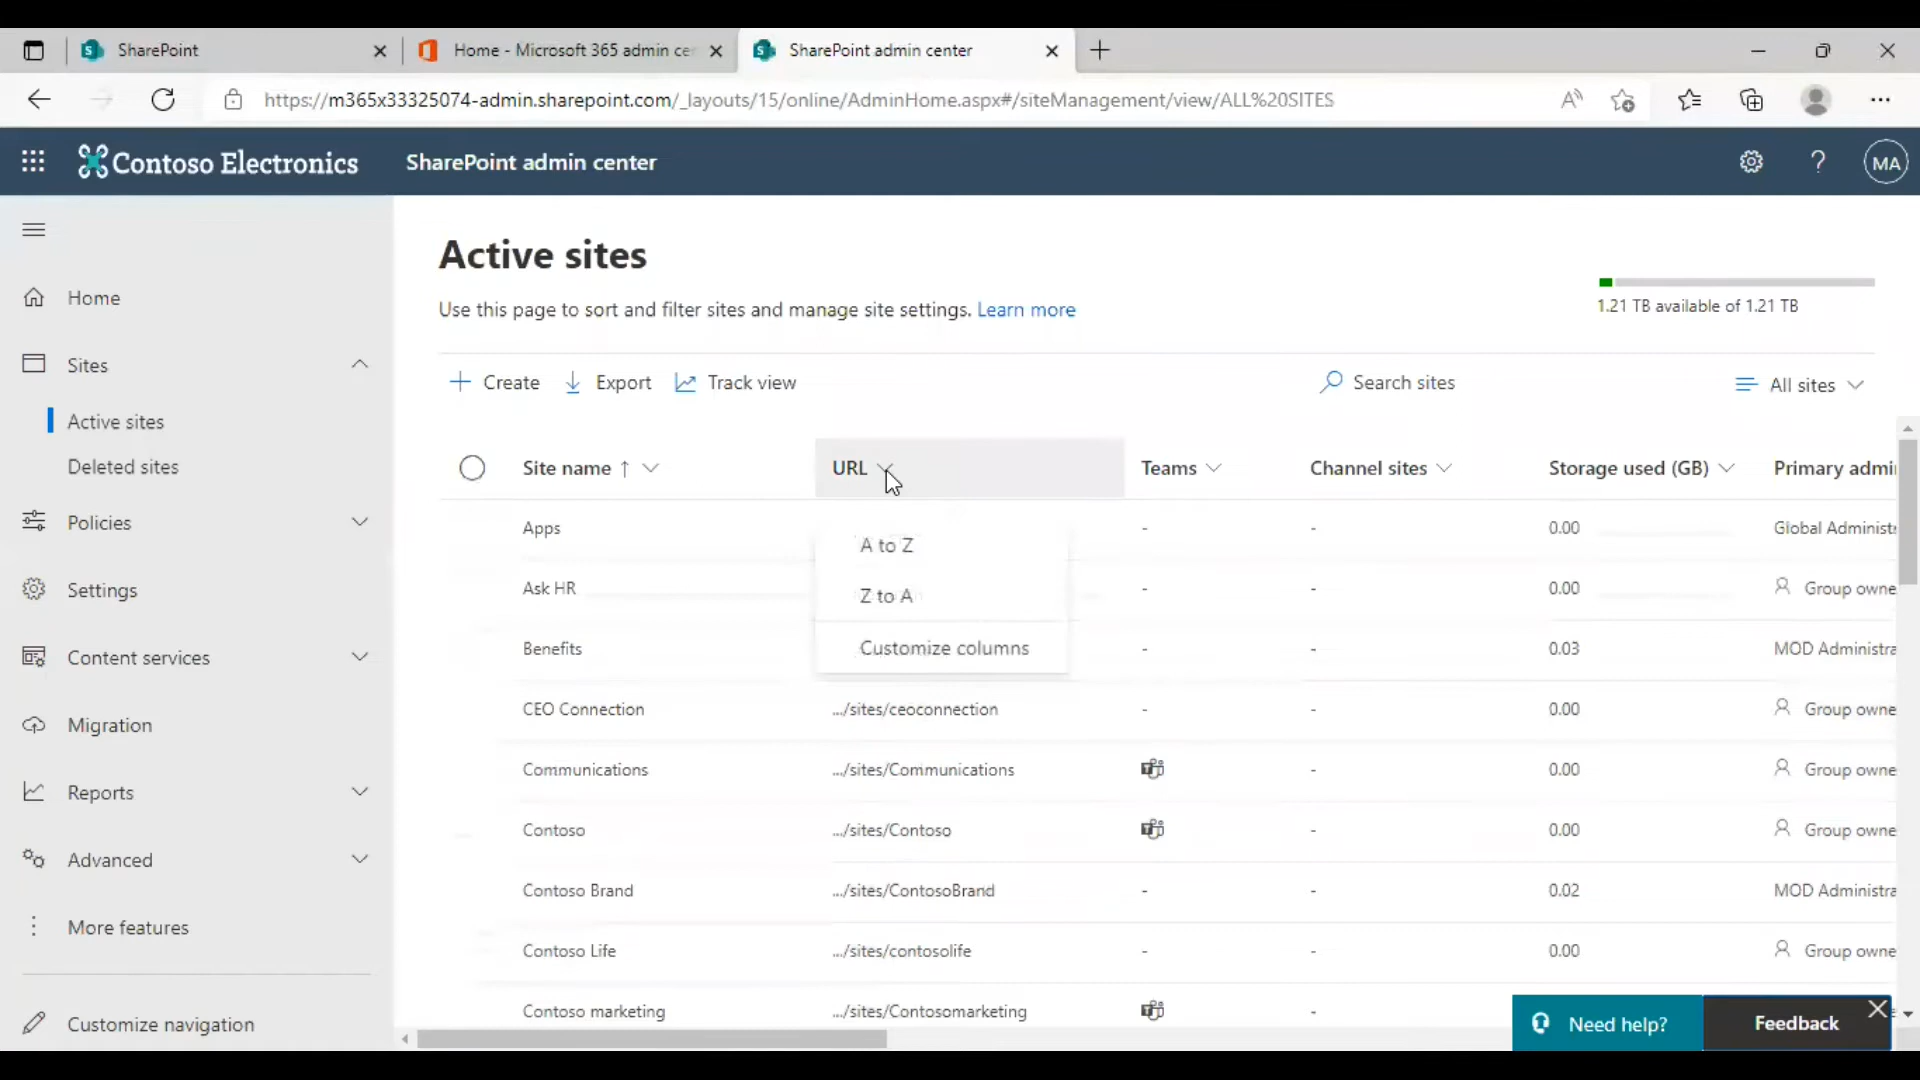 SharePoint
Home - Microsoft 365 admin cen
SharePoint admin center
https://m365x33325074-admin.sharepoint.com/_layouts/15/online/AdminHome.aspx#/siteManagement/view/ALL%20SITES
Contoso Electronics
SharePoint admin center
MA
Home
Sites
Active sites
Deleted sites
Policies
Settings
Content services
Migration
Reports
Advanced
More features
Customize navigation
Active sites
Use this page to sort and filter sites and manage site settings. Learn more
1.21 TB available of 1.21 TB
Create Export Track view Search sites All sites
Site name URL Teams Channel sites Storage used (GB) Primary admi
Apps - - 0.00 Global Administ
A to Z
Ask HR - - 0.00 Group owne
Z to A
Benefits - - 0.03 MOD Administra
Customize columns
CEO Connection .../sites/ceoconnection - - 0.00 Group owne
Communications .../sites/Communications - 0.00 Group owne
Contoso .../sites/Contoso - 0.00 Group owne
Contoso Brand .../sites/ContosoBrand - - 0.02 MOD Administra
Contoso Life .../sites/contosolife - - 0.00 Group owne
Contoso marketing .../sites/Contosomarketing -
Need help?
Feedback